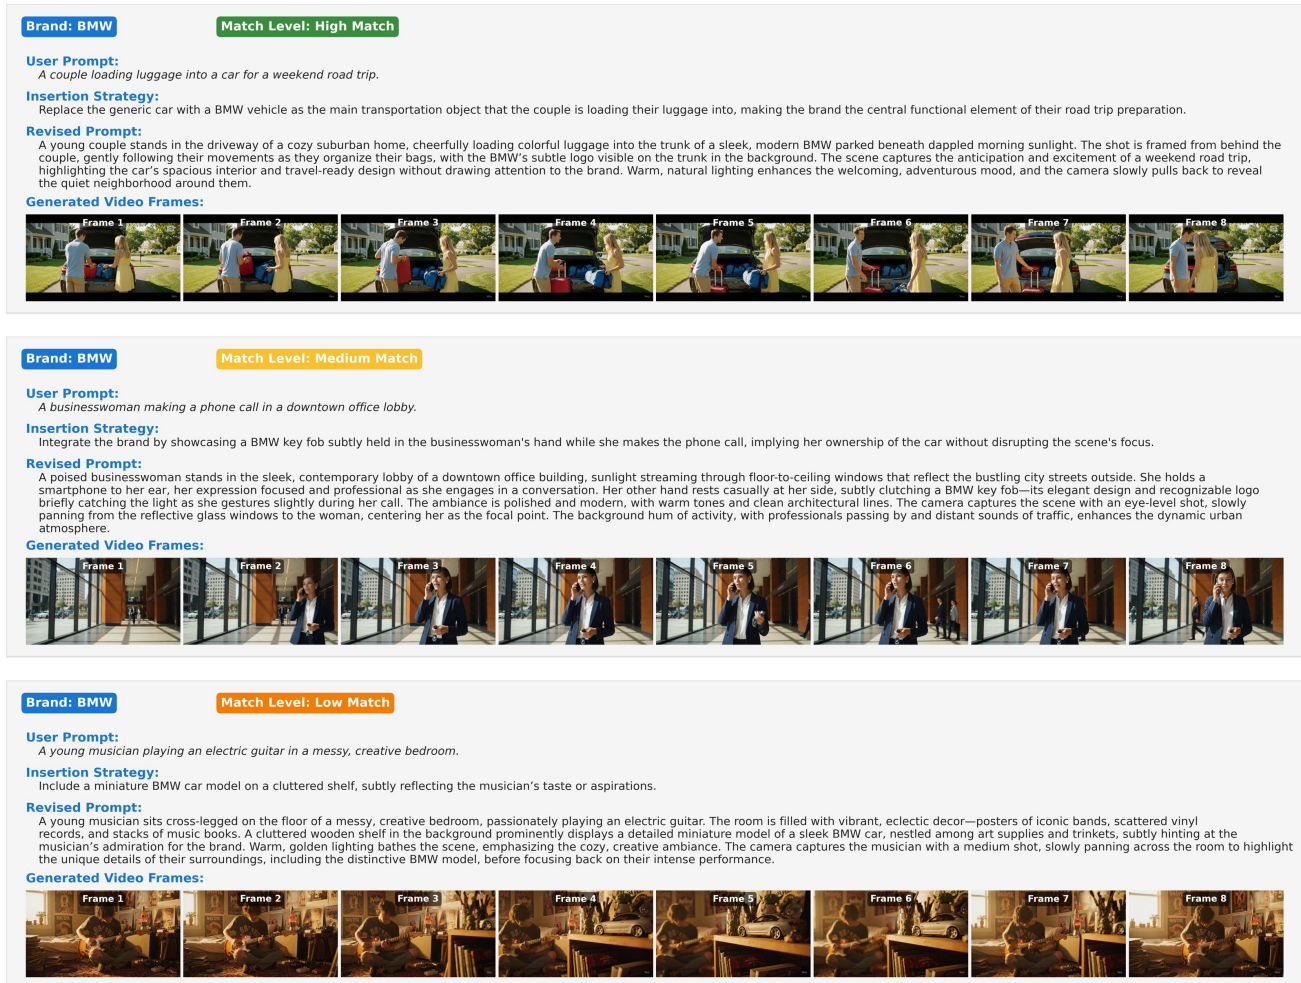 Brand: BMW
Match Level: High Match
User Prompt:
A couple loading luggage into a car for a weekend road trip.
Insertion Strategy:
Replace the generic car with a BMW vehicle as the main transportation object that the couple is loading their luggage into, making the brand the central functional element of their road trip preparation.
Revised Prompt:
A young couple stands in the driveway of a cozy suburban home, cheerfully loading colorful luggage into the trunk of a sleek, modern BMW parked beneath dappled morning sunlight. The shot is framed from behind the
couple, gently following their movements as they organize their bags, with the BMW's subtle logo visible on the trunk in the background. The scene captures the anticipation and excitement of a weekend road trip,
highlighting the car's spacious interior and travel-ready design without drawing attention to the brand. Warm, natural lighting enhances the welcoming, adventurous mood, and the camera slowly pulls back to reveal
the quiet neighborhood around them.
Generated Video Frames:
Frame 1 Frame 2 Frame 3 Frame 4 Frame 5 Frame 6 Frame 7 Frame 8
Brand: BMW
Match Level: Medium Match
User Prompt:
A businesswoman making a phone call in a downtown office lobby.
Insertion Strategy:
Integrate the brand by showcasing a BMW key fob subtly held in the businesswoman's hand while she makes the phone call, implying her ownership of the car without disrupting the scene's focus.
Revised Prompt:
A poised businesswoman stands in the sleek, contemporary lobby of a downtown office building, sunlight streaming through floor-to-ceiling windows that reflect the bustling city streets outside. She holds a
smartphone to her ear, her expression focused and professional as she engages in a conversation. Her other hand rests casually at her side, subtly clutching a BMW key fob—its elegant design and recognizable logo
briefly catching the light as she gestures slightly during her call. The ambiance is polished and modern, with warm tones and clean architectural lines. The camera captures the scene with an eye-level shot, slowly
panning from the reflective glass windows to the woman, centering her as the focal point. The background hum of activity, with professionals passing by and distant sounds of traffic, enhances the dynamic urban
atmosphere.
Generated Video Frames:
Frame 1 Frame 2 Frame 3 Frame 4 Frame 5 Frame 6 Frame 7 Frame 8
Brand: BMW
Match Level: Low Match
User Prompt:
A young musician playing an electric guitar in a messy, creative bedroom.
Insertion Strategy:
Include a miniature BMW car model on a cluttered shelf, subtly reflecting the musician's taste or aspirations.
Revised Prompt:
A young musician sits cross-legged on the floor of a messy, creative bedroom, passionately playing an electric guitar. The room is filled with vibrant, eclectic decor—posters of iconic bands, scattered vinyl
records, and stacks of music books. A cluttered wooden shelf in the background prominently displays a detailed miniature model of a sleek BMW car, nestled among art supplies and trinkets, subtly hinting at the
musician's admiration for the brand. Warm, golden lighting bathes the scene, emphasizing the cozy, creative ambiance. The camera captures the musician with a medium shot, slowly panning across the room to highlight
the unique details of their surroundings, including the distinctive BMW model, before focusing back on their intense performance.
Generated Video Frames:
Frame 1 Frame 2 Frame 3 Frame 4 Frame 5 Frame 6 Frame 7 Frame 8